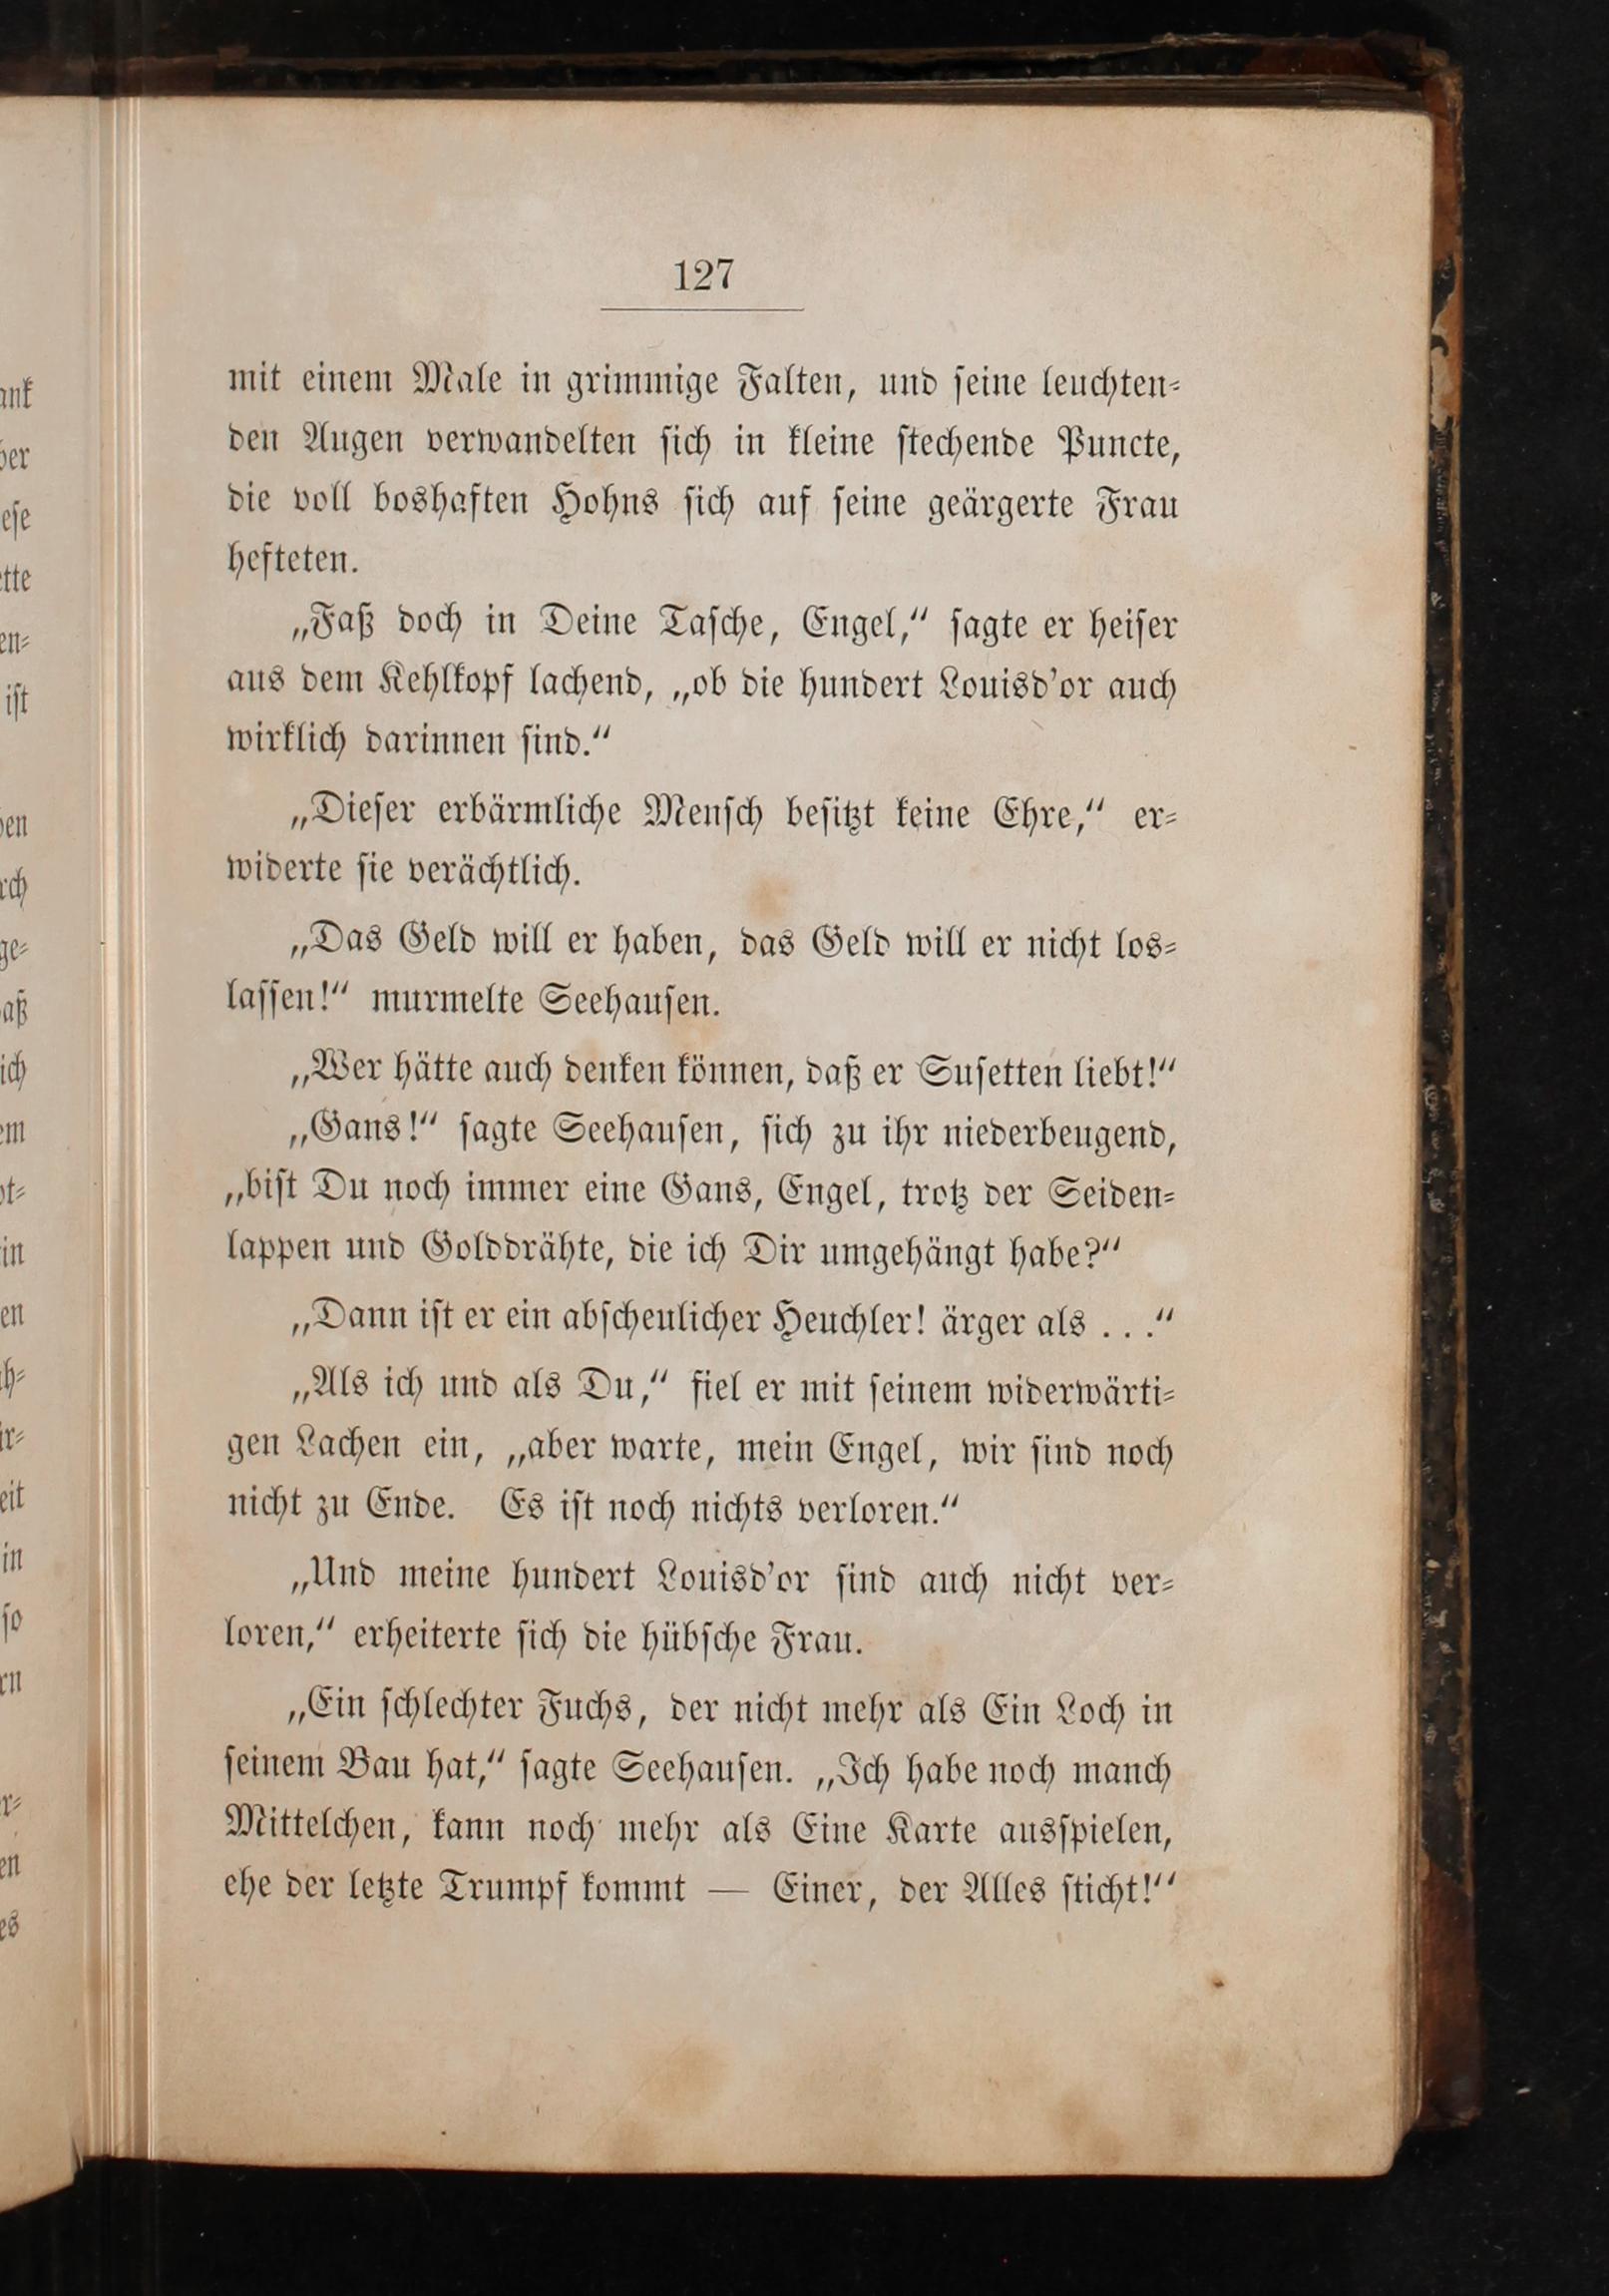 127
mit einem Male in grimmige Falten, und ſeine leuchten⸗
den Augen verwandelten ſich in kleine ſtechende Puncte,
die voll boshaften Hohns ſich auf ſeine geärgerte Frau
hefteten.
„Faß doch in Deine Taſche, Engel,“ ſagte er heiſer
aus dem Kehlkopf lachend, „ob die hundert Louisd’or auch
wirklich darinnen ſind.“
„Dieſer erbärmliche Menſch beſitzt keine Ehre,“ er⸗
widerte ſie verächtlich.
„Das Geld will er haben, das Geld will er nicht los⸗
laſſen!“ murmelte Seehauſen.
„Wer hätte auch denken können, daß er Suſetten liebt!“
„Gans!“ ſagte Seehauſen, ſich zu ihr niederbeugend,
„biſt Du noch immer eine Gans, Engel, trotz der Seiden⸗
lappen und Golddrähte, die ich Dir umgehängt habe?“
„Dann iſt er ein abſcheulicher Heuchler! ärger als . . .“
„Als ich und als Du,“ fiel er mit ſeinem widerwärti⸗
gen Lachen ein, „aber warte, mein Engel, wir ſind noch
nicht zu Ende. Es iſt noch nichts verloren.“
„Und meine hundert Louisd’or ſind auch nicht ver⸗
loren,“ erheiterte ſich die hübſche Frau.
„Ein ſchlechter Fuchs, der nicht mehr als Ein Loch in
ſeinem Bau hat,“ ſagte Seehauſen. „Ich habe noch manch
Mittelchen, kann noch mehr als Eine Karte ausſpielen,
ehe der letzte Trumpf kommt — Einer, der Alles ſticht!“